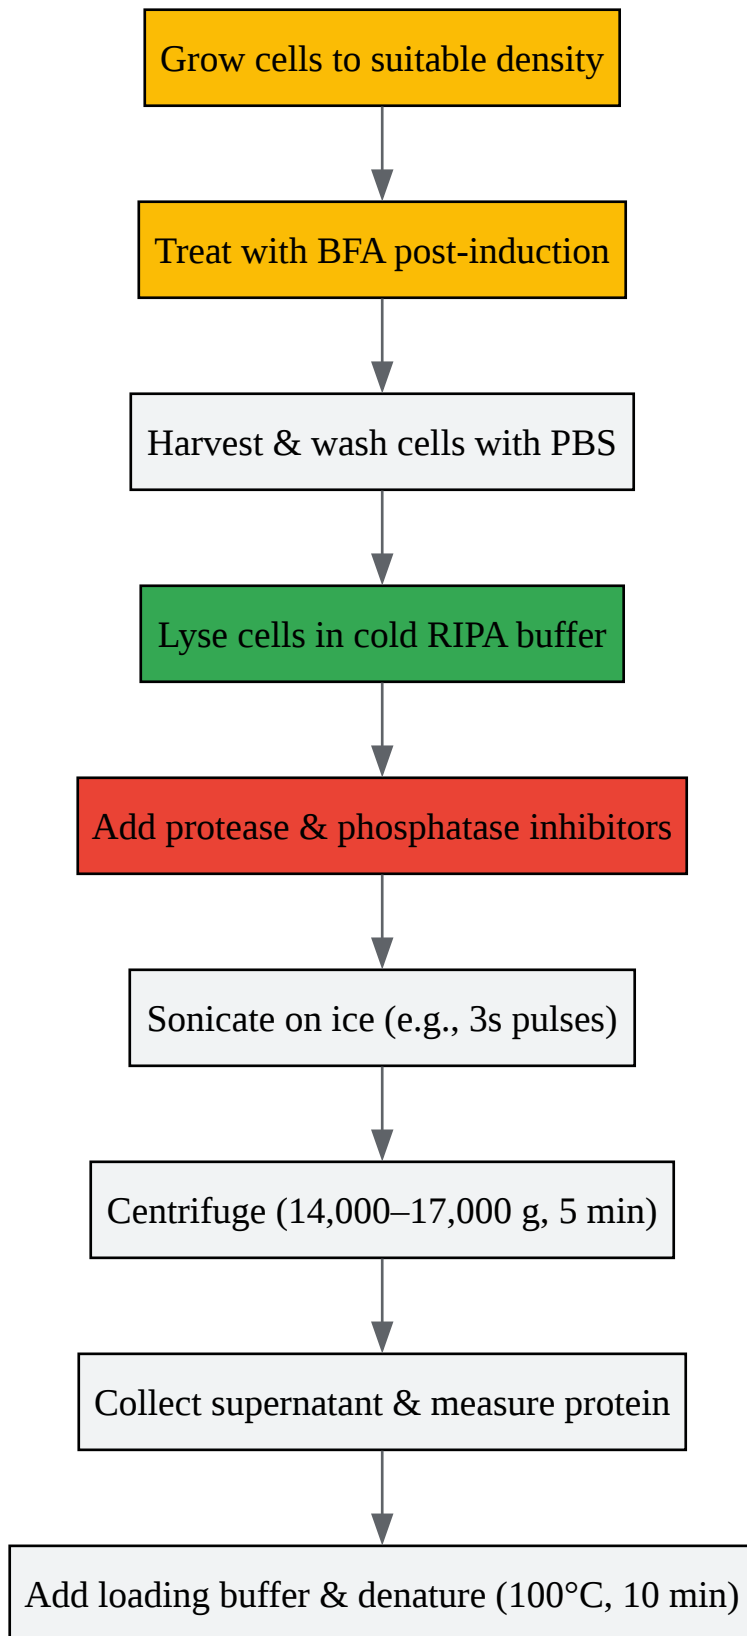 Grow cells to suitable density
Treat with BFA post-induction
Harvest & wash cells with PBS
Lyse cells in cold RIPA buffer
Add protease & phosphatase inhibitors
Sonicate on ice (e.g., 3s pulses)
Centrifuge (14,000–17,000 g, 5 min)
Collect supernatant & measure protein
Add loading buffer & denature (100°C, 10 min)